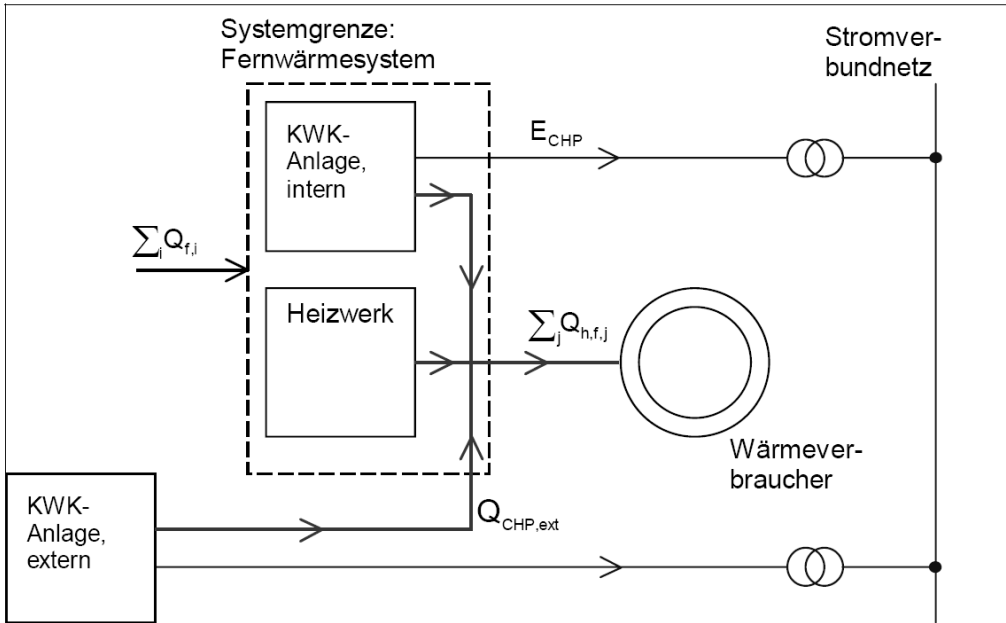 Systemgrenze:
Fernwärmesystem
Stromver-
bundnetz
KWK-
Anlage,
intern
E_CHP
∑_i Q_f,i
Heizwerk
∑_j Q_h,f,j
Wärmever-
braucher
KWK-
Anlage,
extern
Q_CHP,ext